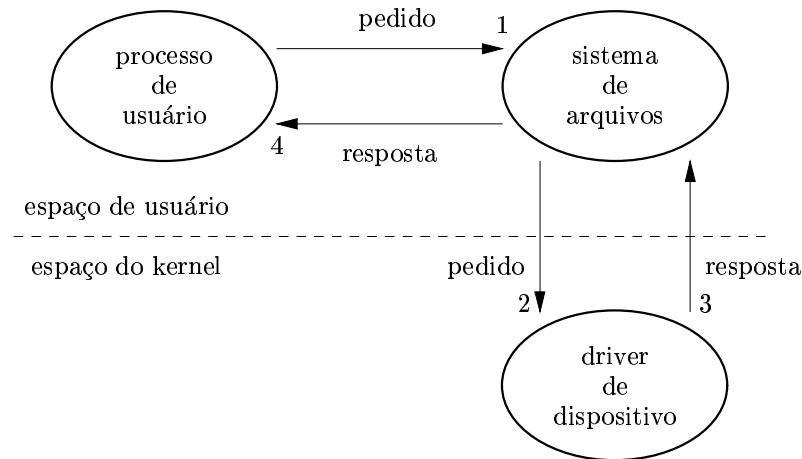 pedido
1
processo
de
usuário
sistema
de
arquivos
4
resposta
espaço de usuário
espaço do kernel
pedido
resposta
2
3
driver
de
dispositivo